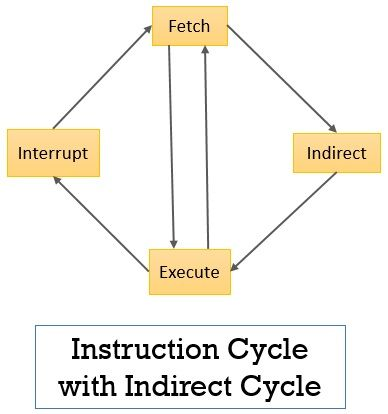 Fetch
Interrupt
Indirect
Execute
Instruction Cycle
with Indirect Cycle